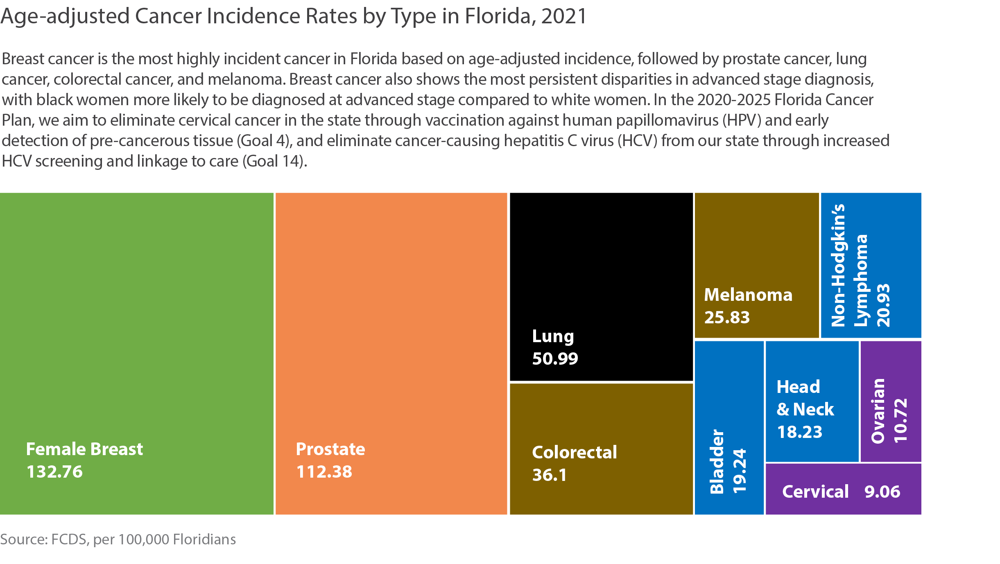 Age-adjusted Cancer Incidence Rates by Type in Florida, 2021
Breast cancer is the most highly incident cancer in Florida based on age-adjusted incidence, followed by prostate cancer, lung
cancer, colorectal cancer, and melanoma. Breast cancer also shows the most persistent disparities in advanced stage diagnosis,
with black women more likely to be diagnosed at advanced stage compared to white women. In the 2020-2025 Florida Cancer
Plan, we aim to eliminate cervical cancer in the state through vaccination against human papillomavirus (HPV) and early
detection of pre-cancerous tissue (Goal 4), and eliminate cancer-causing hepatitis C virus (HCV) from our state through increased
HCV screening and linkage to care (Goal 14).
Female Breast
132.76
Prostate
112.38
Lung
50.99
Colorectal
36.1
Melanoma
25.83
Non-Hodgkin’s
Lymphoma
20.93
Bladder
19.24
Head
& Neck
18.23
Ovarian
10.72
Cervical 9.06
Source: FCDS, per 100,000 Floridians